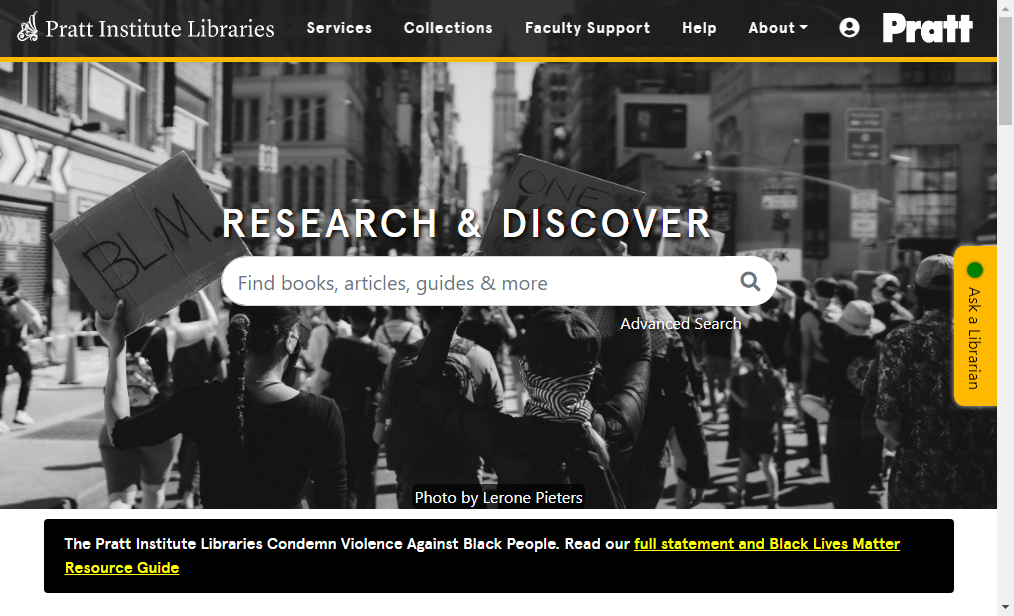 Pratt Institute Libraries Services Collections Faculty Support Help About Pratt
BLM.
ONE
RESEARCH & DISCOVER
Find books, articles, guides & more
Advanced Search
Ask a Librarian
Photo by Lerone Pieters
The Pratt Institute Libraries Condemn Violence Against Black People. Read our full statement and Black Lives Matter
Resource Guide